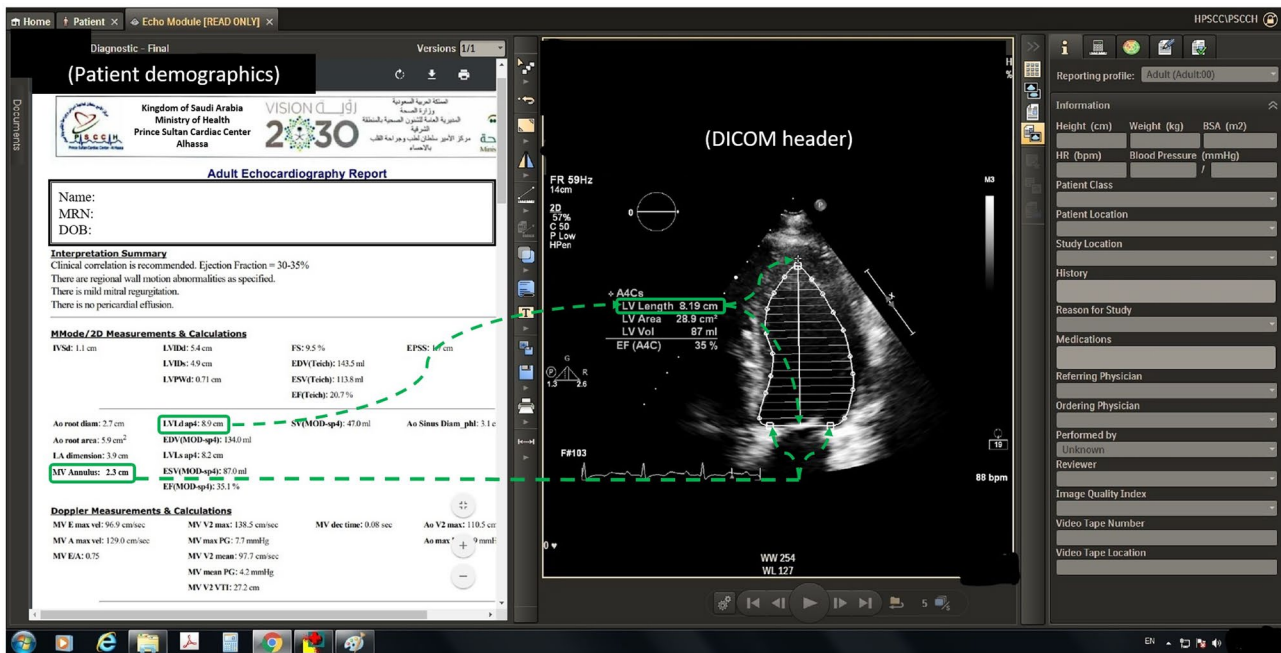 Home
Patient ×
Echo Module [READ ONLY] ×
HPSCC\PSCCH
Diagnostic - Final
Versions 1/1
(Patient demographics)
Documents
Kingdom of Saudi Arabia
Ministry of Health
Prince Sultan Cardiac Center
Alhassa
VISION رؤية
2030
المملكة العربية السعودية
وزارة الصحة
المديرية العامة للشئون الصحية بالمنطقة
الشرقية
مركز الأمير سلطان لطب وجراحة القلب
بالأحساء
P.S.C.C.H.
Adult Echocardiography Report
Name:
MRN:
DOB:
Interpretation Summary
Clinical correlation is recommended. Ejection Fraction = 30-35%
There are regional wall motion abnormalities as specified.
There is mild mitral regurgitation.
There is no pericardial effusion.
MMode/2D Measurements & Calculations
IVSd: 1.1 cm LVIDd: 5.4 cm FS: 9.5 % EPSS: 1.7 cm
LVIDs: 4.9 cm EDV(Teich): 143.5 ml
LVPWd: 0.71 cm ESV(Teich): 113.8 ml
EF(Teich): 20.7 %
Ao root diam: 2.7 cm LVLd ap4: 8.9 cm SV(MOD-sp4): 47.0 ml Ao Sinus Diam_phl: 3.1 c
Ao root area: 5.9 cm² EDV(MOD-sp4): 134.0 ml
LA dimension: 3.9 cm LVLs ap4: 8.2 cm
MV Annulus: 2.3 cm ESV(MOD-sp4): 87.0 ml
EF(MOD-sp4): 35.1 %
Doppler Measurements & Calculations
MV E max vel: 96.9 cm/sec MV V2 max: 138.5 cm/sec MV dec time: 0.08 sec Ao V2 max: 110.5 cm
MV A max vel: 129.0 cm/sec MV max PG: 7.7 mmHg Ao max 9 mmH
MV E/A: 0.75 MV V2 mean: 97.7 cm/sec
MV mean PG: 4.2 mmHg
MV V2 VTI: 27.2 cm
(DICOM header)
H
%
FR 59Hz
14cm
2D
57%
C 50
P Low
HPen
0
P
M3
A4Cs
LV Length 8.19 cm
LV Area 28.9 cm²
LV Vol 87 ml
EF (A4C) 35 %
G
P R
1.3 2.6
F#103
19
88 bpm
0
WW 254
WL 127
5
Reporting profile: Adult (Adult:00)
Information
Height (cm) Weight (kg) BSA (m2)
HR (bpm) Blood Pressure (mmHg)
/
Patient Class
Patient Location
Study Location
History
Reason for Study
Medications
Referring Physician
Ordering Physician
Performed by
Unknown
Reviewer
Image Quality Index
Video Tape Number
Video Tape Location
EN